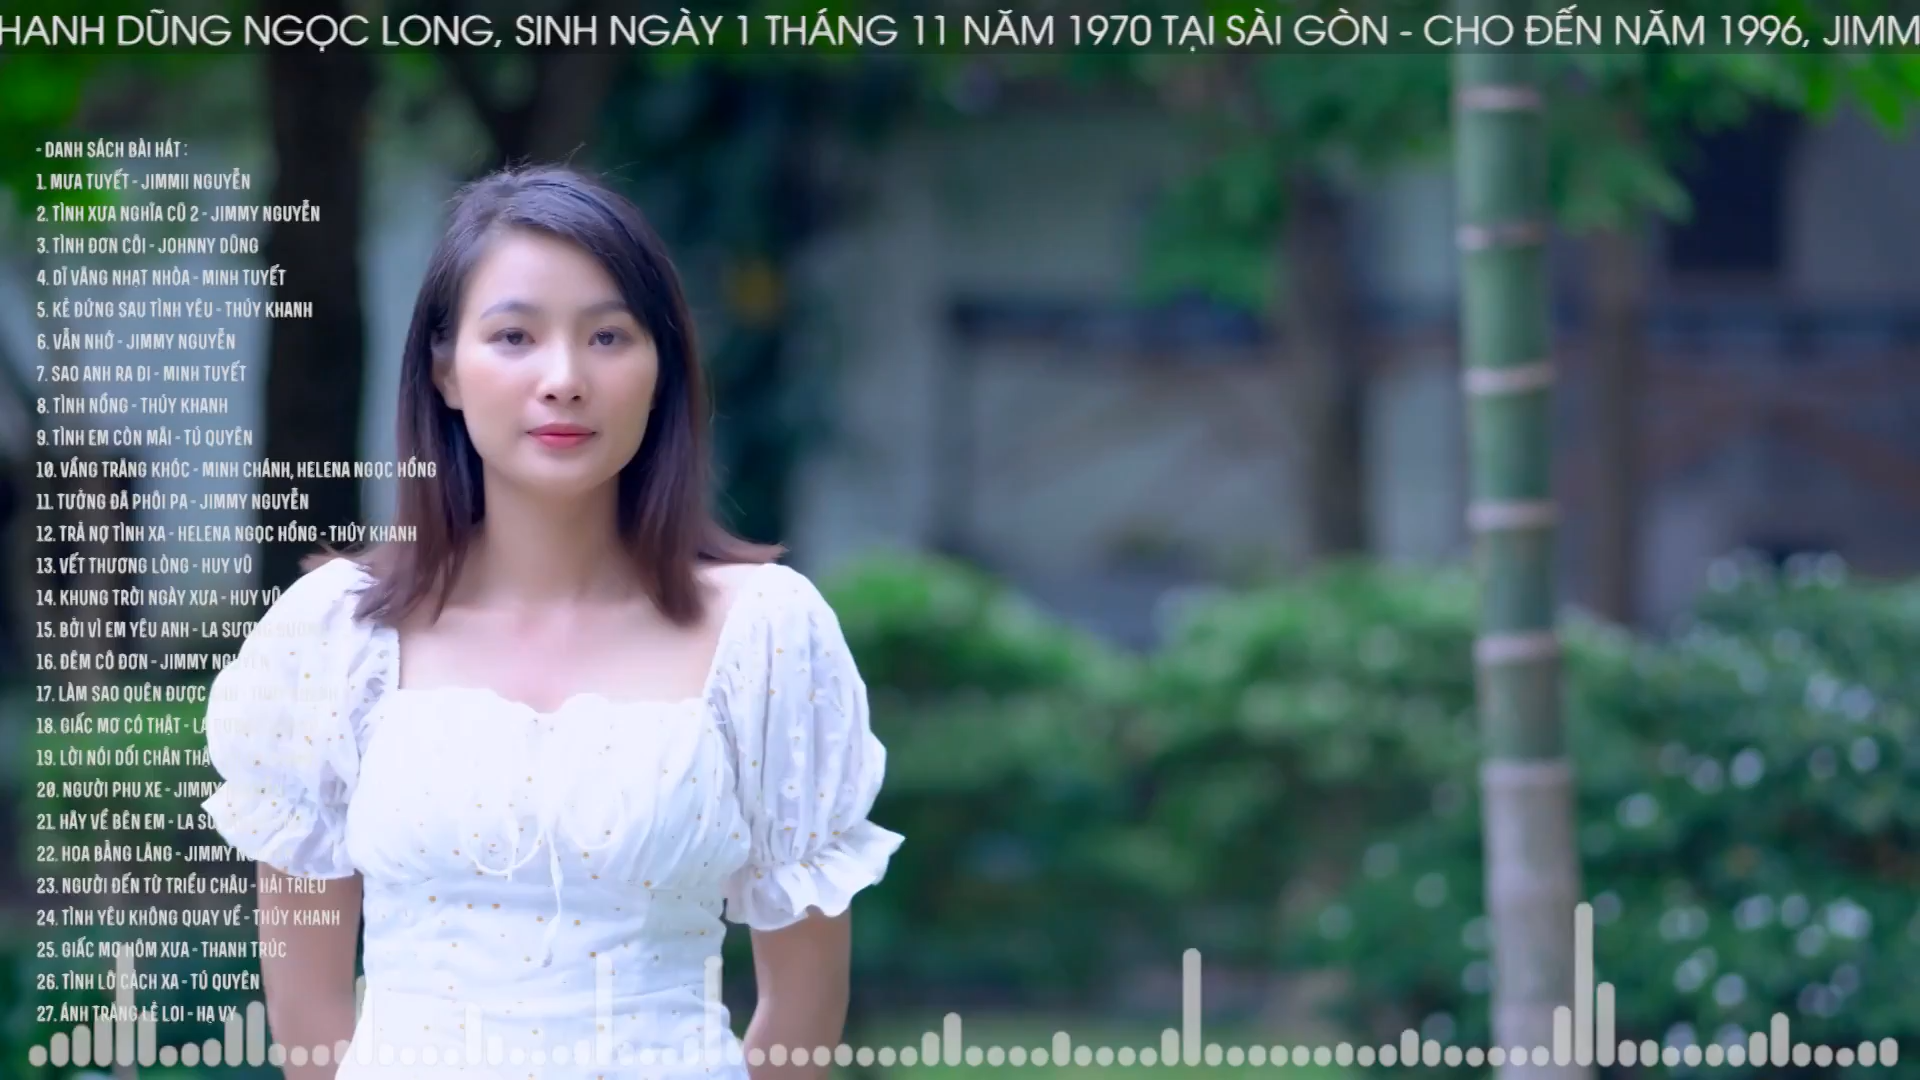 HANH DŨNG NGỌC LONG, SINH NGÀY 1 THÁNG 11 NĂM 1970 TẠI SÀI GÒN - CHO ĐẾN NĂM 1996, JIMM
- DANH SÁCH BÀI HÁT :
1. MƯA TUYẾT - JIMMII NGUYỄN
2. TÌNH XƯA NGHĨA CŨ 2 - JIMMY NGUYỄN
3. TÌNH ĐƠN CÔI - JOHNNY DŨNG
4. DĨ VÃNG NHẠT NHÒA - MINH TUYẾT
5. KẺ ĐỨNG SAU TÌNH YÊU - THÚY KHANH
6. VẪN NHỚ - JIMMY NGUYỄN
7. SAO ANH RA ĐI - MINH TUYẾT
8. TÌNH NỒNG - THÚY KHANH
9. TÌNH EM CÒN MÃI - TÚ QUYÊN
10. VẦNG TRĂNG KHÓC - MINH CHÁNH, HELENA NGỌC HỒNG
11. TƯỜNG ĐÃ PHÔI PA - JIMMY NGUYỄN
12. TRẢ NỢ TÌNH XA - HELENA NGỌC HỒNG - THÚY KHANH
13. VẾT THƯƠNG LÒNG - HUY VŨ
14. KHUNG TRỜI NGÀY XƯA - HUY VŨ
15. BỞI VÌ EM YÊU ANH - LA SƯƠNG SƯƠNG
16. ĐÊM CÔ ĐƠN - JIMMY NGUYỄN
17. LÀM SAO QUÊN ĐƯỢC
18. GIẤC MƠ CÓ THẬT - LA
19. LỜI NÓI DỐI CHÂN THẬ
20. NGƯỜI PHU XE - JIMMY
21. HÃY VỀ BÊN EM - LA SƯ
22. HOA BẰNG LĂNG - JIMMY
23. NGƯỜI ĐẾN TỪ TRIỀU CHÂU - HẢI TRIỀU
24. TÌNH YÊU KHÔNG QUAY VỀ - THÚY KHANH
25. GIẤC MƠ HÔM XƯA - THANH TRÚC
26. TÌNH LỠ CÁCH XA - TÚ QUYÊN
27. ÁNH TRĂNG LẺ LOI - HẠ VY